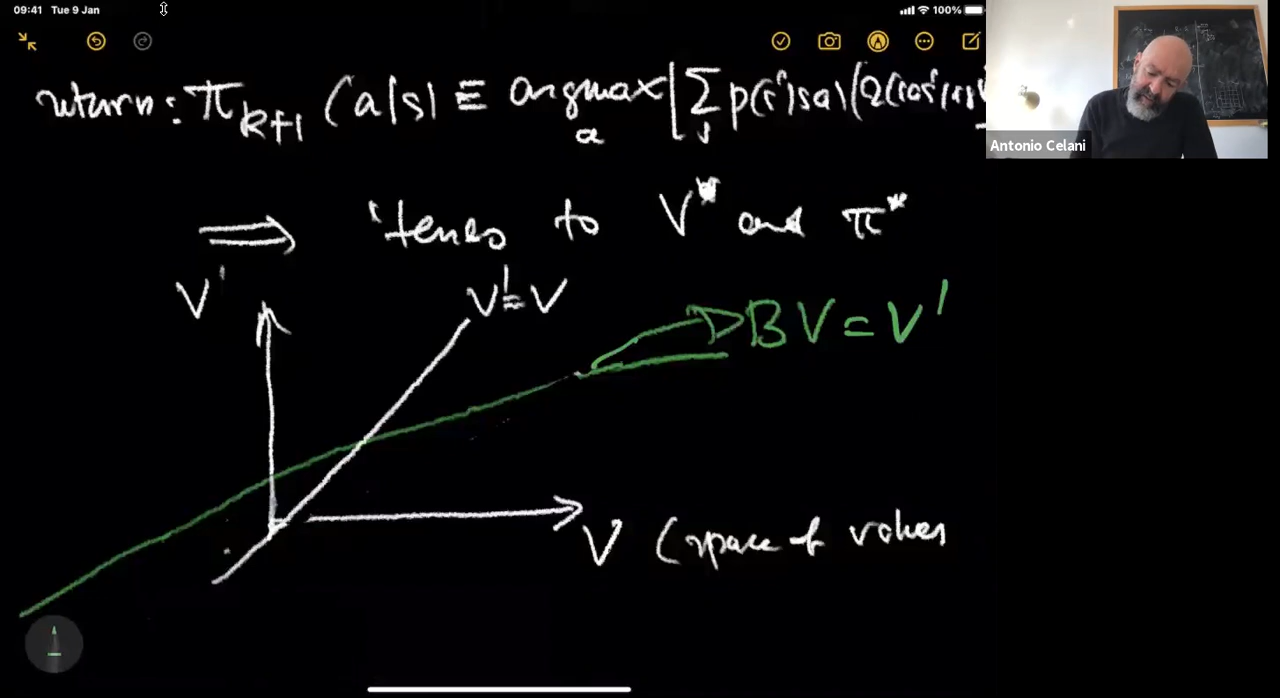 09:41 Tue 9 Jan
100%
return: π_{k+1} (a|s) ≡ argmax_a [Σ p(s'|sa)(
Antonio Celani
⟹ tends to V* and π*
V'
V'=V
BV=V'
V (space of values